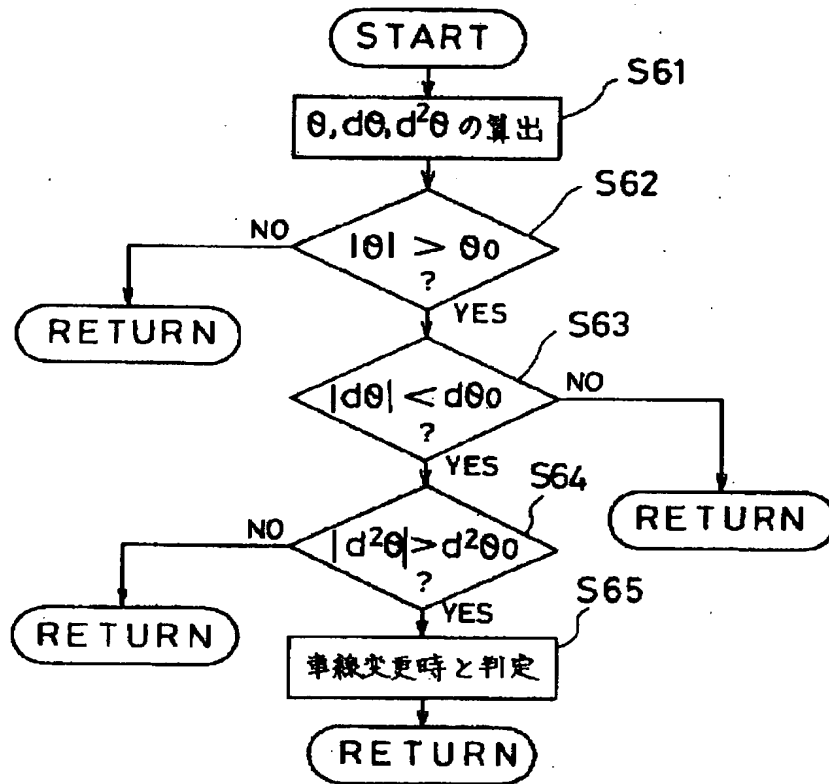 START
S61
θ, dθ, d²θ の算出
S62
NO
|θ| > θo
?
RETURN
YES
S63
NO
|dθ| < dθo
?
YES
S64
RETURN
NO
|d²θ| > d²θo
?
RETURN
YES
S65
車線変更時と判定
RETURN